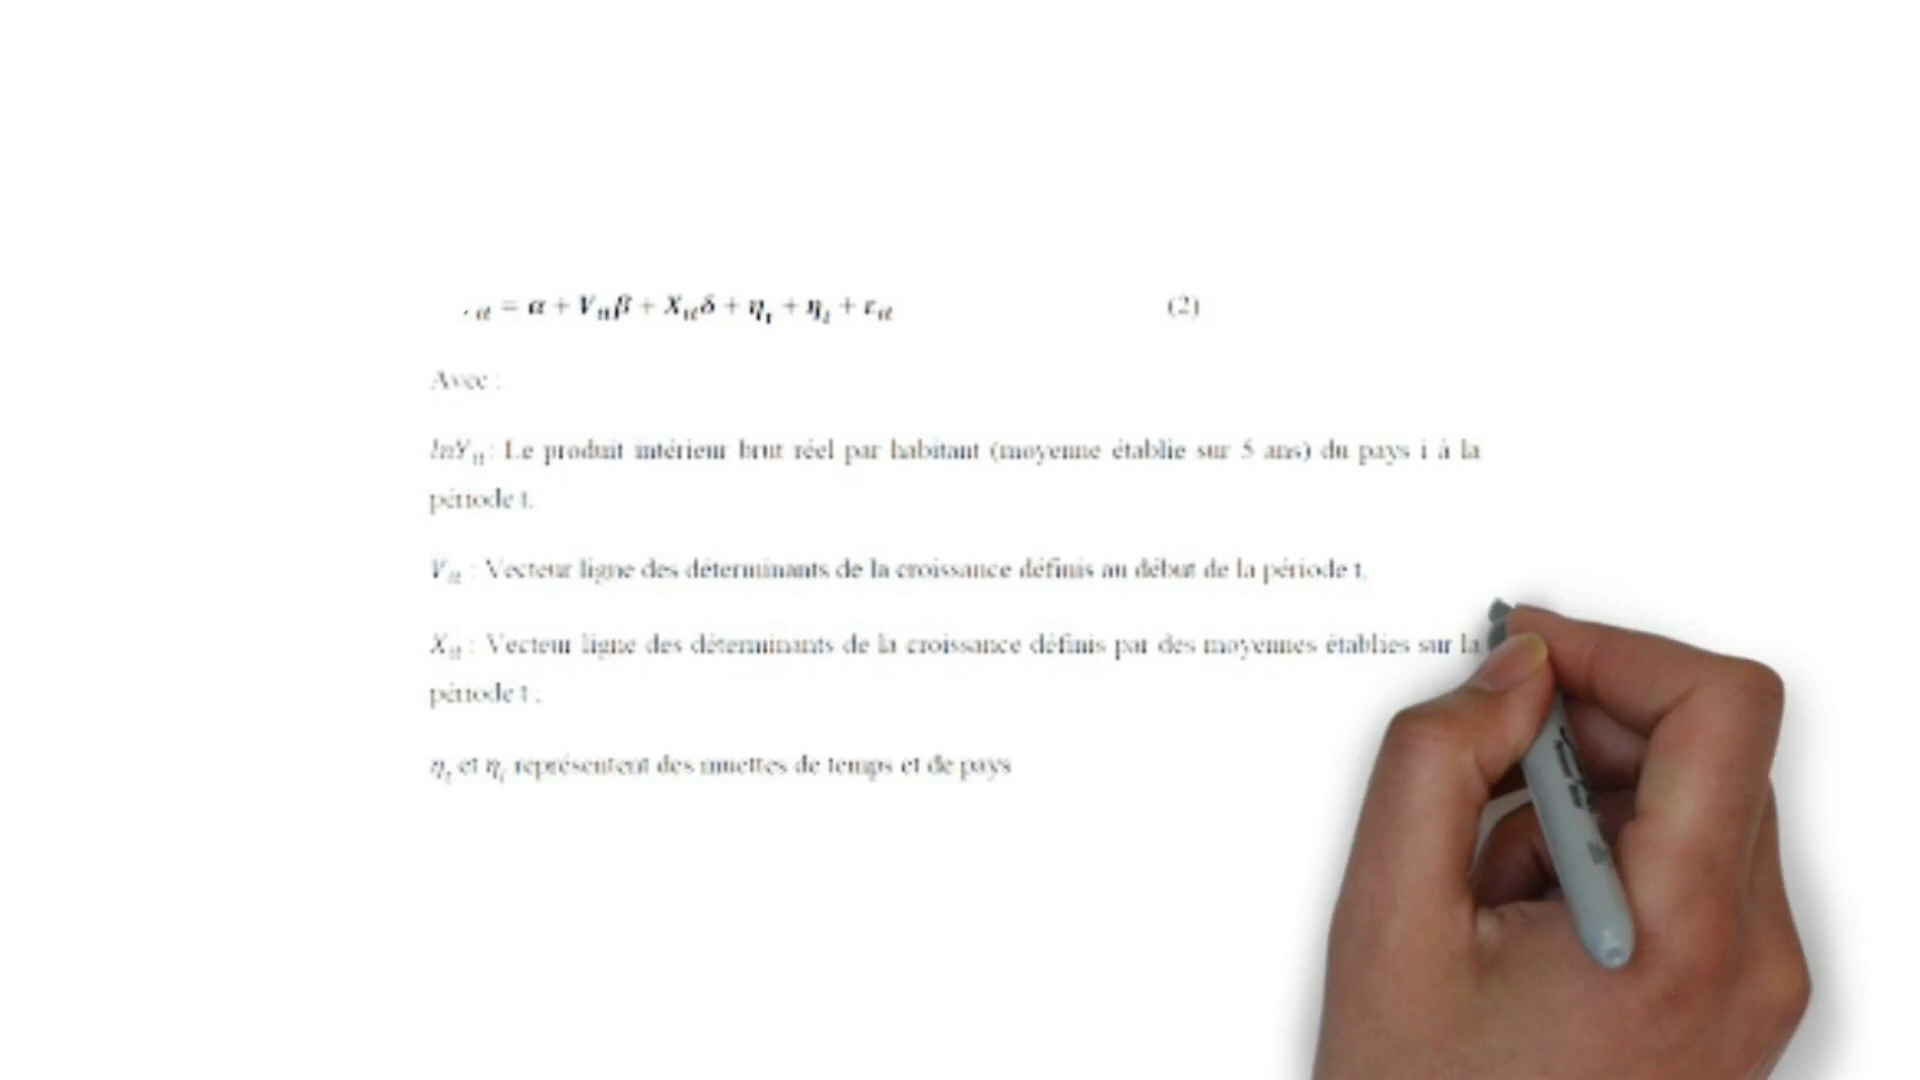 it = α + V_it β + X_it δ + η_t + η_i + ε_it (2)
Avec :
lnY_it : Le produit intérieur brut réel par habitant (moyenne établie sur 5 ans) du pays i à la
période t.
V_it : Vecteur ligne des déterminants de la croissance définis au début de la période t.
X_it : Vecteur ligne des déterminants de la croissance définis par des moyennes établies sur la
période t .
η_t et η_i représentent des muettes de temps et de pays